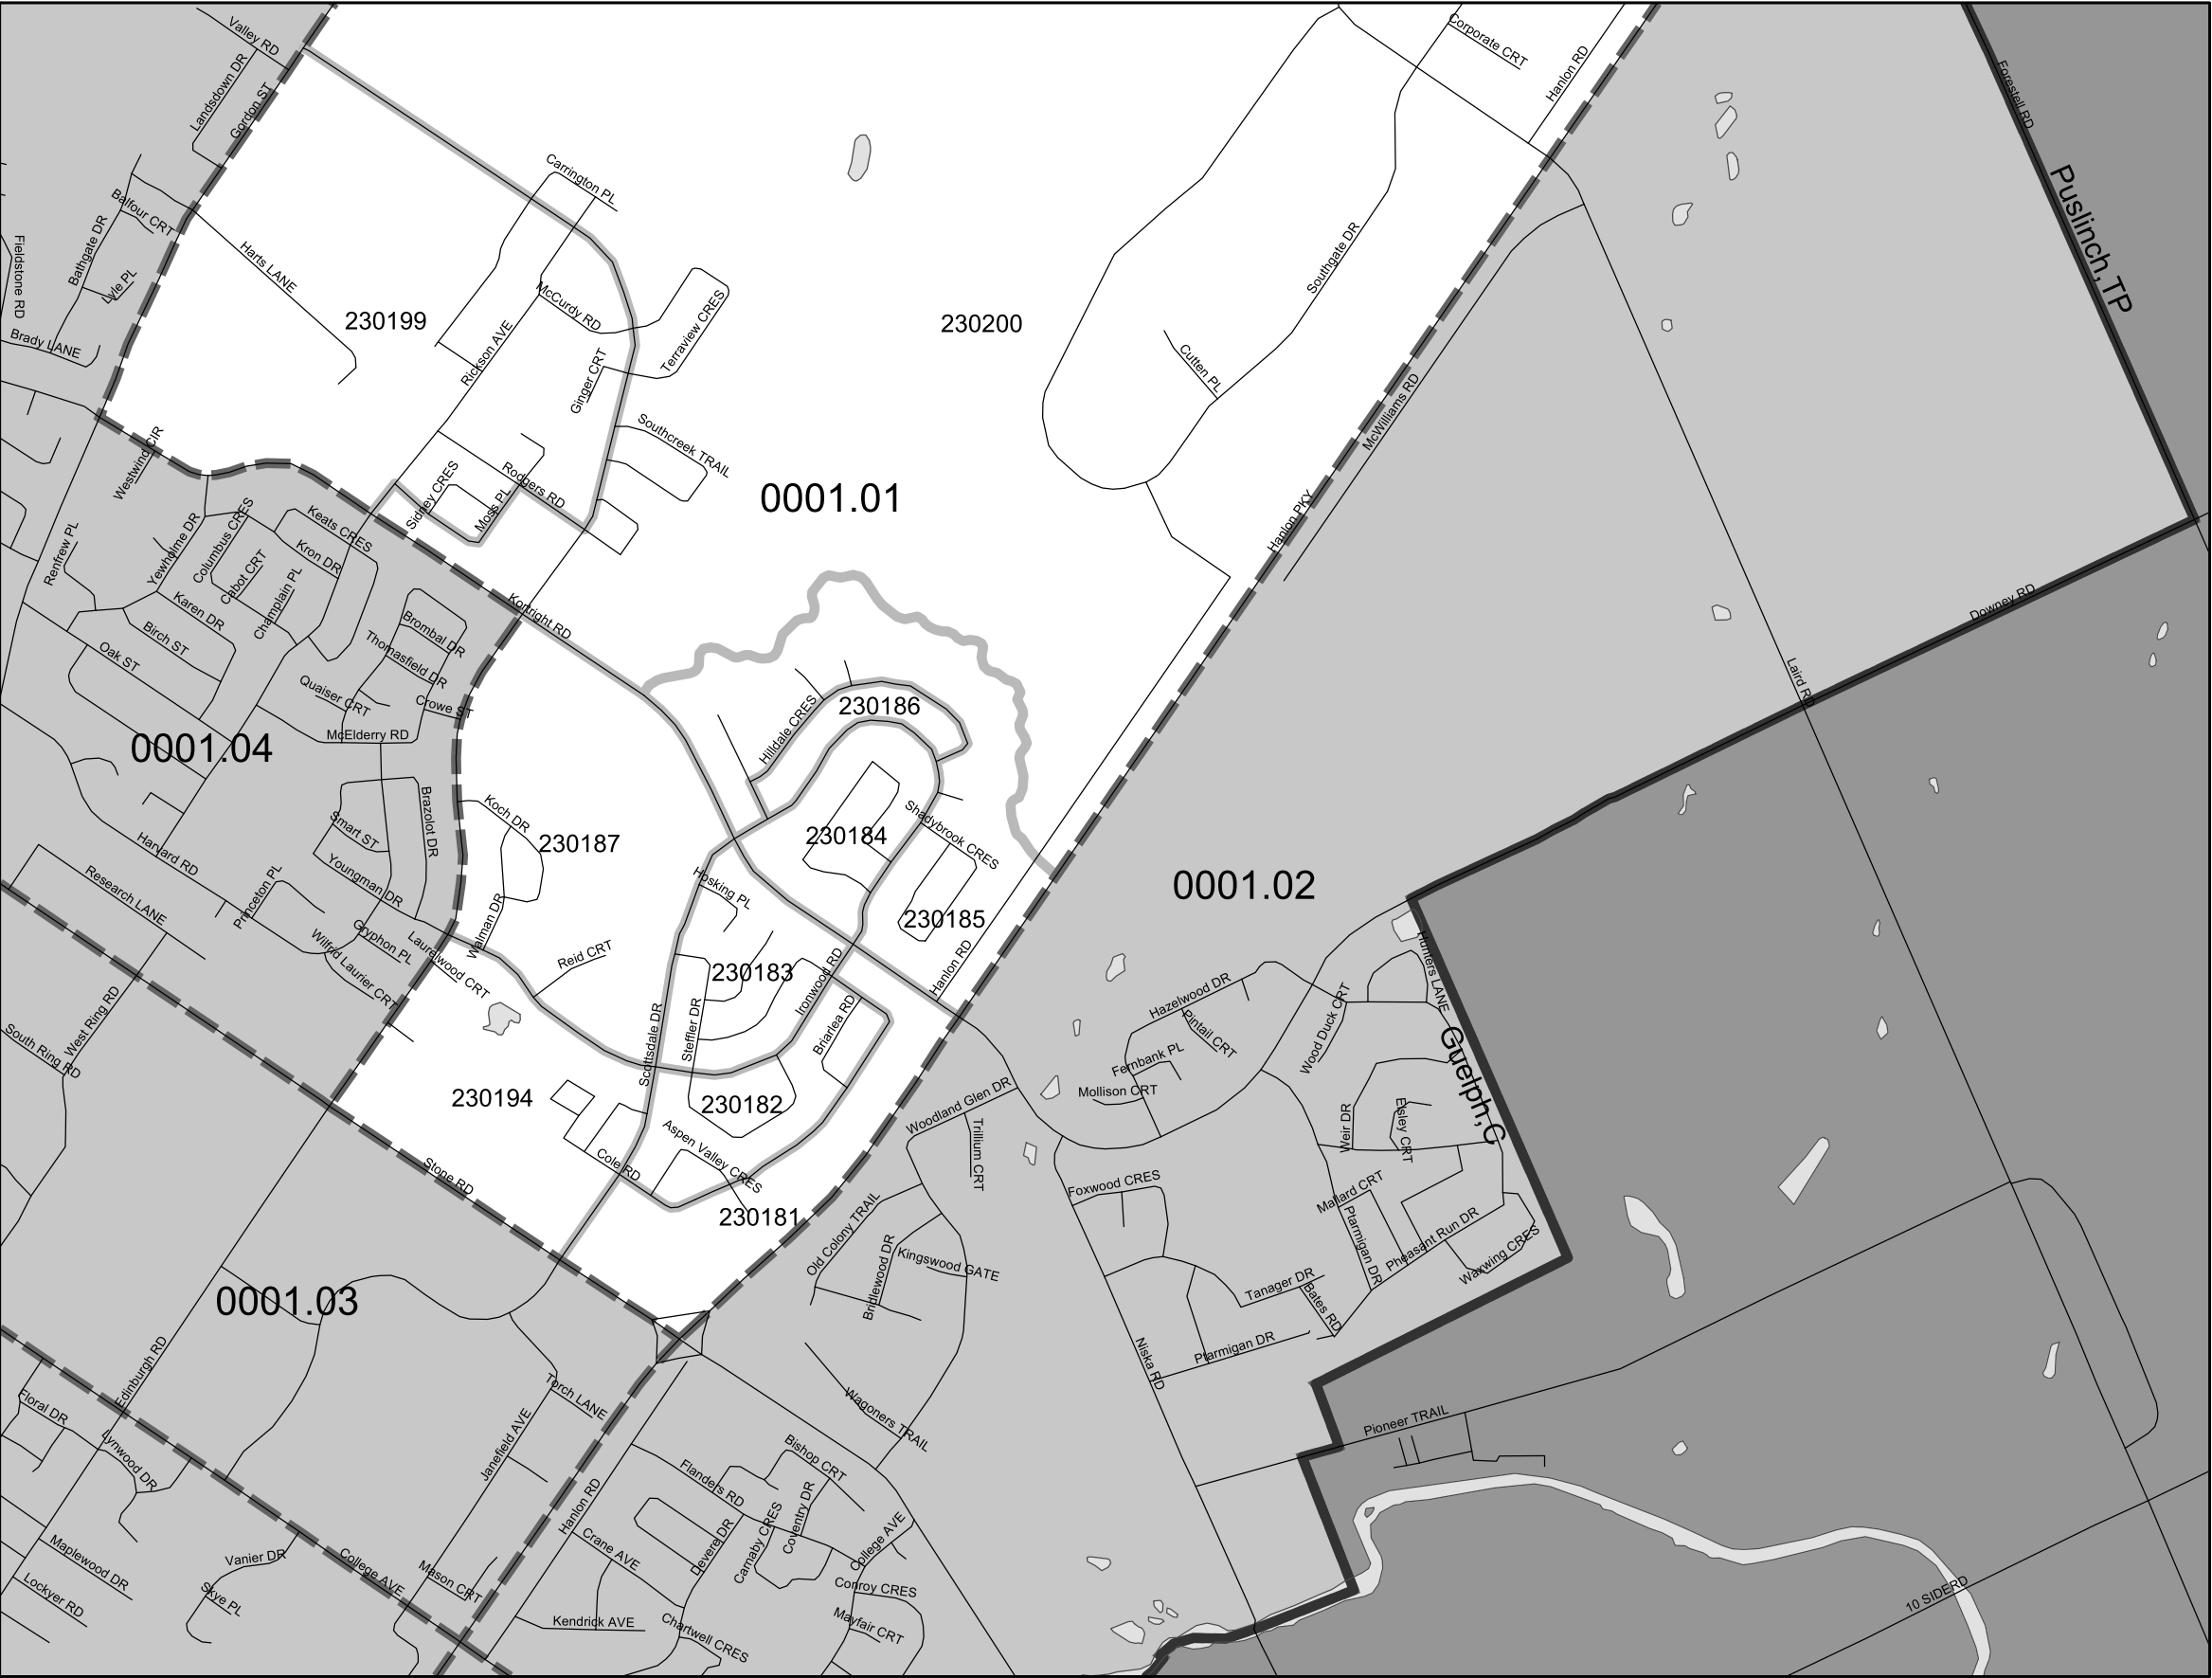 Valley RD
Corporate CRT
Hanlon RD
Landsdown DR
Gordon ST
Forestell RD
Carrington PL
Puslinch,TP
Balfour CRT
Bathgate DR
Fieldstone RD
Lyle PL
Harts LANE
Southgate DR
McCurdy RD
Terraview CRES
230199
230200
Brady LANE
Rickson AVE
Ginger CRT
Cutten PL
McWilliams RD
Southcreek TRAIL
Westwind CIR
Sidney CRES
Rodgers RD
Moss PL
0001.01
Hanlon PKY
Renfrew PL
Yewholme DR
Columbus CRES
Keats CRES
Kron DR
Cabot CRT
Champlain PL
Karen DR
Birch ST
Oak ST
Kortright RD
Brombal DR
Thomasfield DR
Quaiser CRT
Crowe ST
McElderry RD
0001.04
Downey RD
Laird RD
Hilldale CRES
230186
Brazolot DR
Smart ST
Koch DR
230187
230184
Shadybrook CRES
Harvard RD
Youngman DR
Research LANE
Princeton PL
Hosking PL
0001.02
230185
Walman DR
Gryphon PL
Laurelwood CRT
Wilfrid Laurier CRT
Reid CRT
230183
Ironwood RD
Hanlon RD
Hunters LANE
Hazelwood DR
Wood Duck CRT
Pintail CRT
West Ring RD
South Ring RD
Scottsdale DR
Steffler DR
Briarlea RD
Fernbank PL
Mollison CRT
Guelph,C
230194
230182
Woodland Glen DR
Trillium CRT
Weir DR
Elsley CRT
Aspen Valley CRES
Cole RD
Stone RD
230181
Foxwood CRES
Mallard CRT
Ptarmigan DR
Pheasant Run DR
Waxwing CRES
Old Colony TRAIL
Bridlewood DR
Kingswood GATE
Tanager DR
Bates RD
0001.03
Niska RD
Ptarmigan DR
Edinburgh RD
Floral DR
Lynwood DR
Torch LANE
Janefield AVE
Wagoners TRAIL
Pioneer TRAIL
Bishop CRT
Flanders RD
Hanlon RD
Coventry DR
Carnaby CRES
Devere DR
College AVE
Crane AVE
Maplewood DR
Vanier DR
College AVE
Mason CRT
Lockyer RD
Skye PL
Kendrick AVE
Conroy CRES
Mayfair CRT
Chartwell CRES
10 SIDERD